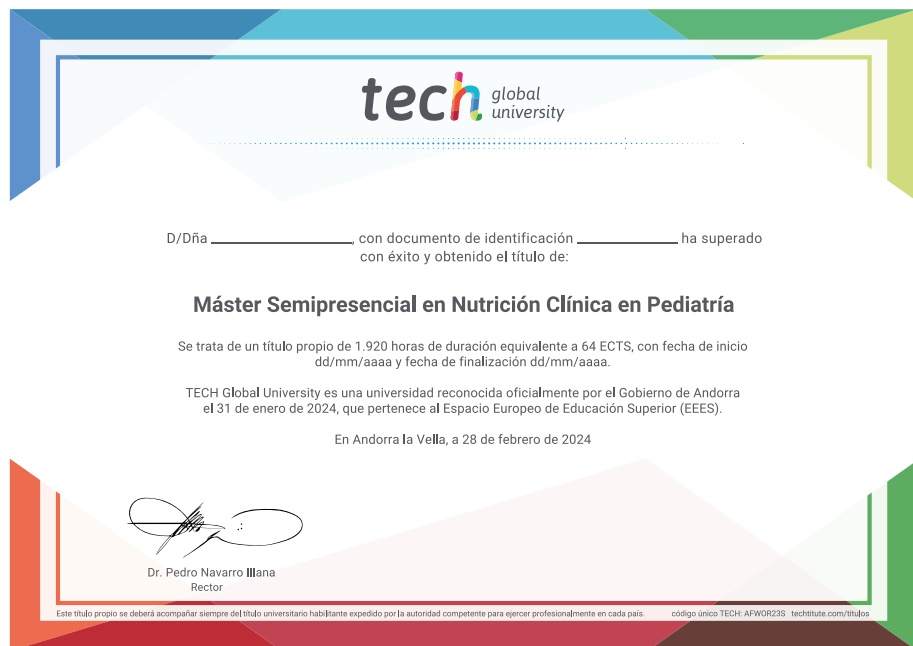 tech global
university
D/Dña ____________, con documento de identificación ____________ ha superado
con éxito y obtenido el título de:
Máster Semipresencial en Nutrición Clínica en Pediatría
Se trata de un título propio de 1.920 horas de duración equivalente a 64 ECTS, con fecha de inicio
dd/mm/aaaa y fecha de finalización dd/mm/aaaa.
TECH Global University es una universidad reconocida oficialmente por el Gobierno de Andorra
el 31 de enero de 2024, que pertenece al Espacio Europeo de Educación Superior (EEES).
En Andorra la Vella, a 28 de febrero de 2024
Dr. Pedro Navarro Illana
Rector
Este título propio se deberá acompañar siempre del título universitario habilitante expedido por la autoridad competente para ejercer profesionalmente en cada país. código único TECH: AFWOR23S techtitute.com/titulos